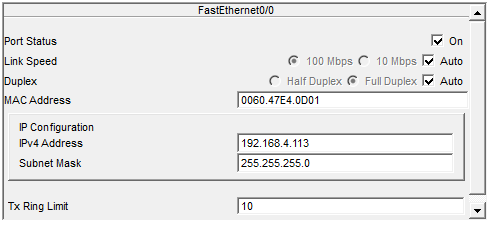 FastEthernet0/0
Port Status On
Link Speed 100 Mbps 10 Mbps Auto
Duplex Half Duplex Full Duplex Auto
MAC Address 0060.47E4.0D01
IP Configuration
IPv4 Address 192.168.4.113
Subnet Mask 255.255.255.0
Tx Ring Limit 10